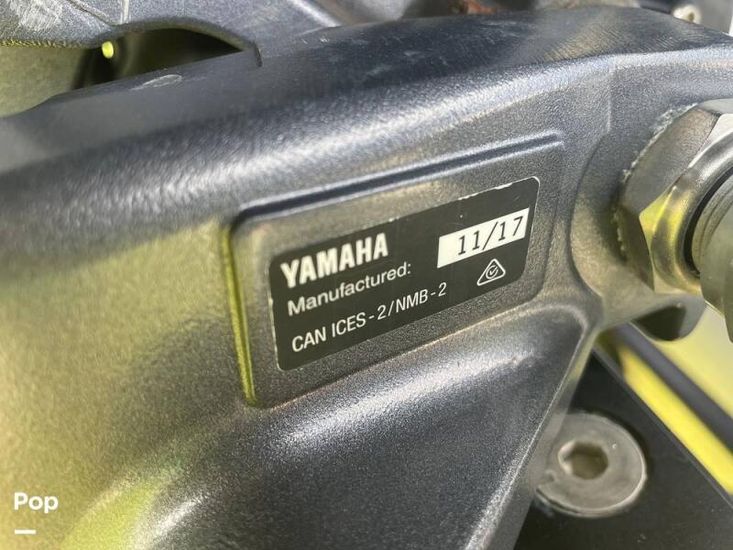 YAMAHA
Manufactured: 11/17
CAN ICES-2/NMB-2
Pop